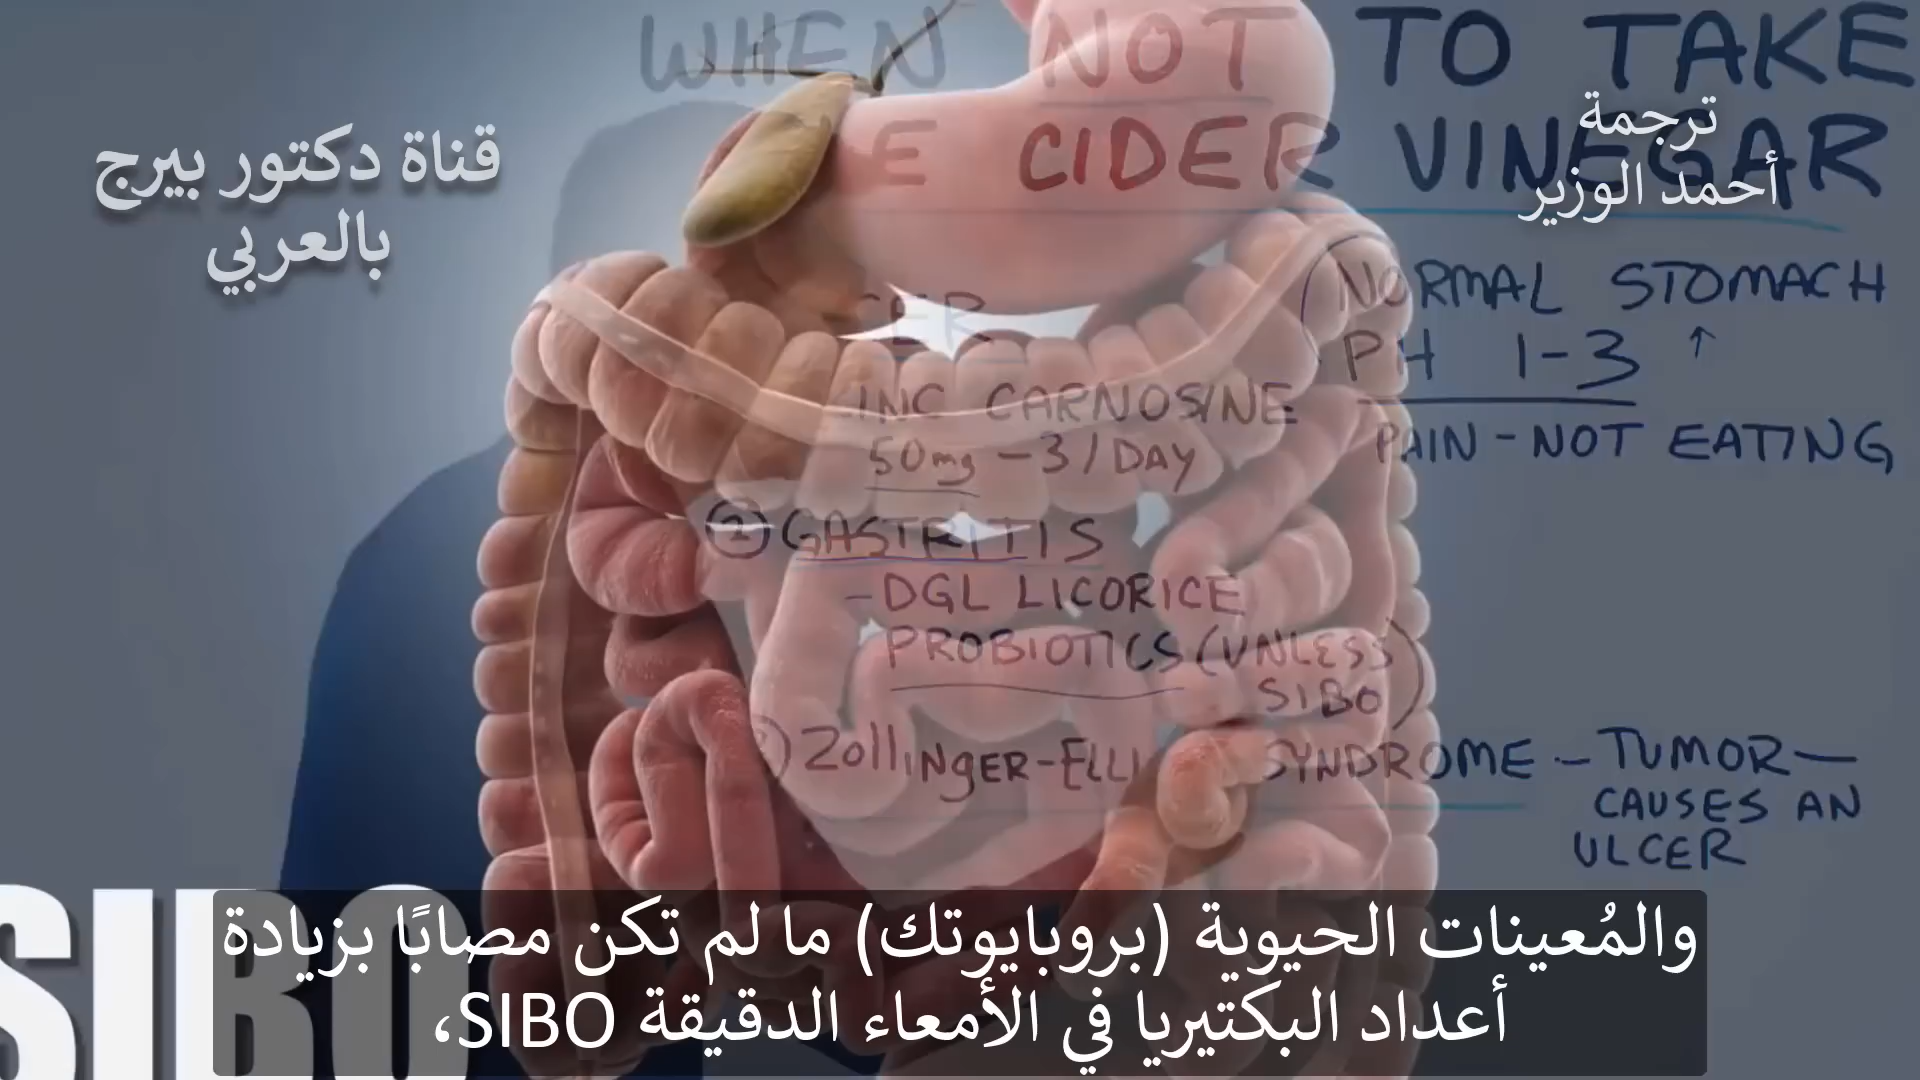 WHEN NOT TO TAKE
CIDER VINEGAR
قناة دكتور بيرج
بالعربي
ترجمة
أحمد الوزير
NORMAL STOMACH
PH 1-3 ↑
PAIN - NOT EATING
CARNOSINE
50mg - 3/DAY
② GASTRITIS
- DGL LICORICE
PROBIOTICS (UNLESS
SIBO)
SYNDROME - TUMOR -
CAUSES AN
ULCER
SIBO
والمُعينات الحيوية (بروبايوتك) ما لم تكن مصابًا بزيادة
أعداد البكتيريا في الأمعاء الدقيقة SIBO،